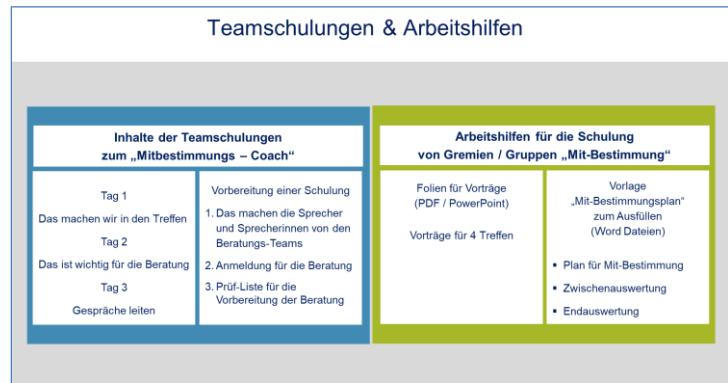 Teamschulungen & Arbeitshilfen
Inhalte der Teamschulungen
zum „Mitbestimmungs – Coach“
Tag 1
Das machen wir in den Treffen
Tag 2
Das ist wichtig für die Beratung
Tag 3
Gespräche leiten
Vorbereitung einer Schulung
1. Das machen die Sprecher
und Sprecherinnen von den
Beratungs-Teams
2. Anmeldung für die Beratung
3. Prüf-Liste für die
Vorbereitung der Beratung
Arbeitshilfen für die Schulung
von Gremien / Gruppen „Mit-Bestimmung“
Folien für Vorträge
(PDF / PowerPoint)
Vorträge für 4 Treffen
Vorlage
„Mit-Bestimmungsplan“
zum Ausfüllen
(Word Dateien)
▪ Plan für Mit-Bestimmung
▪ Zwischenauswertung
▪ Endauswertung